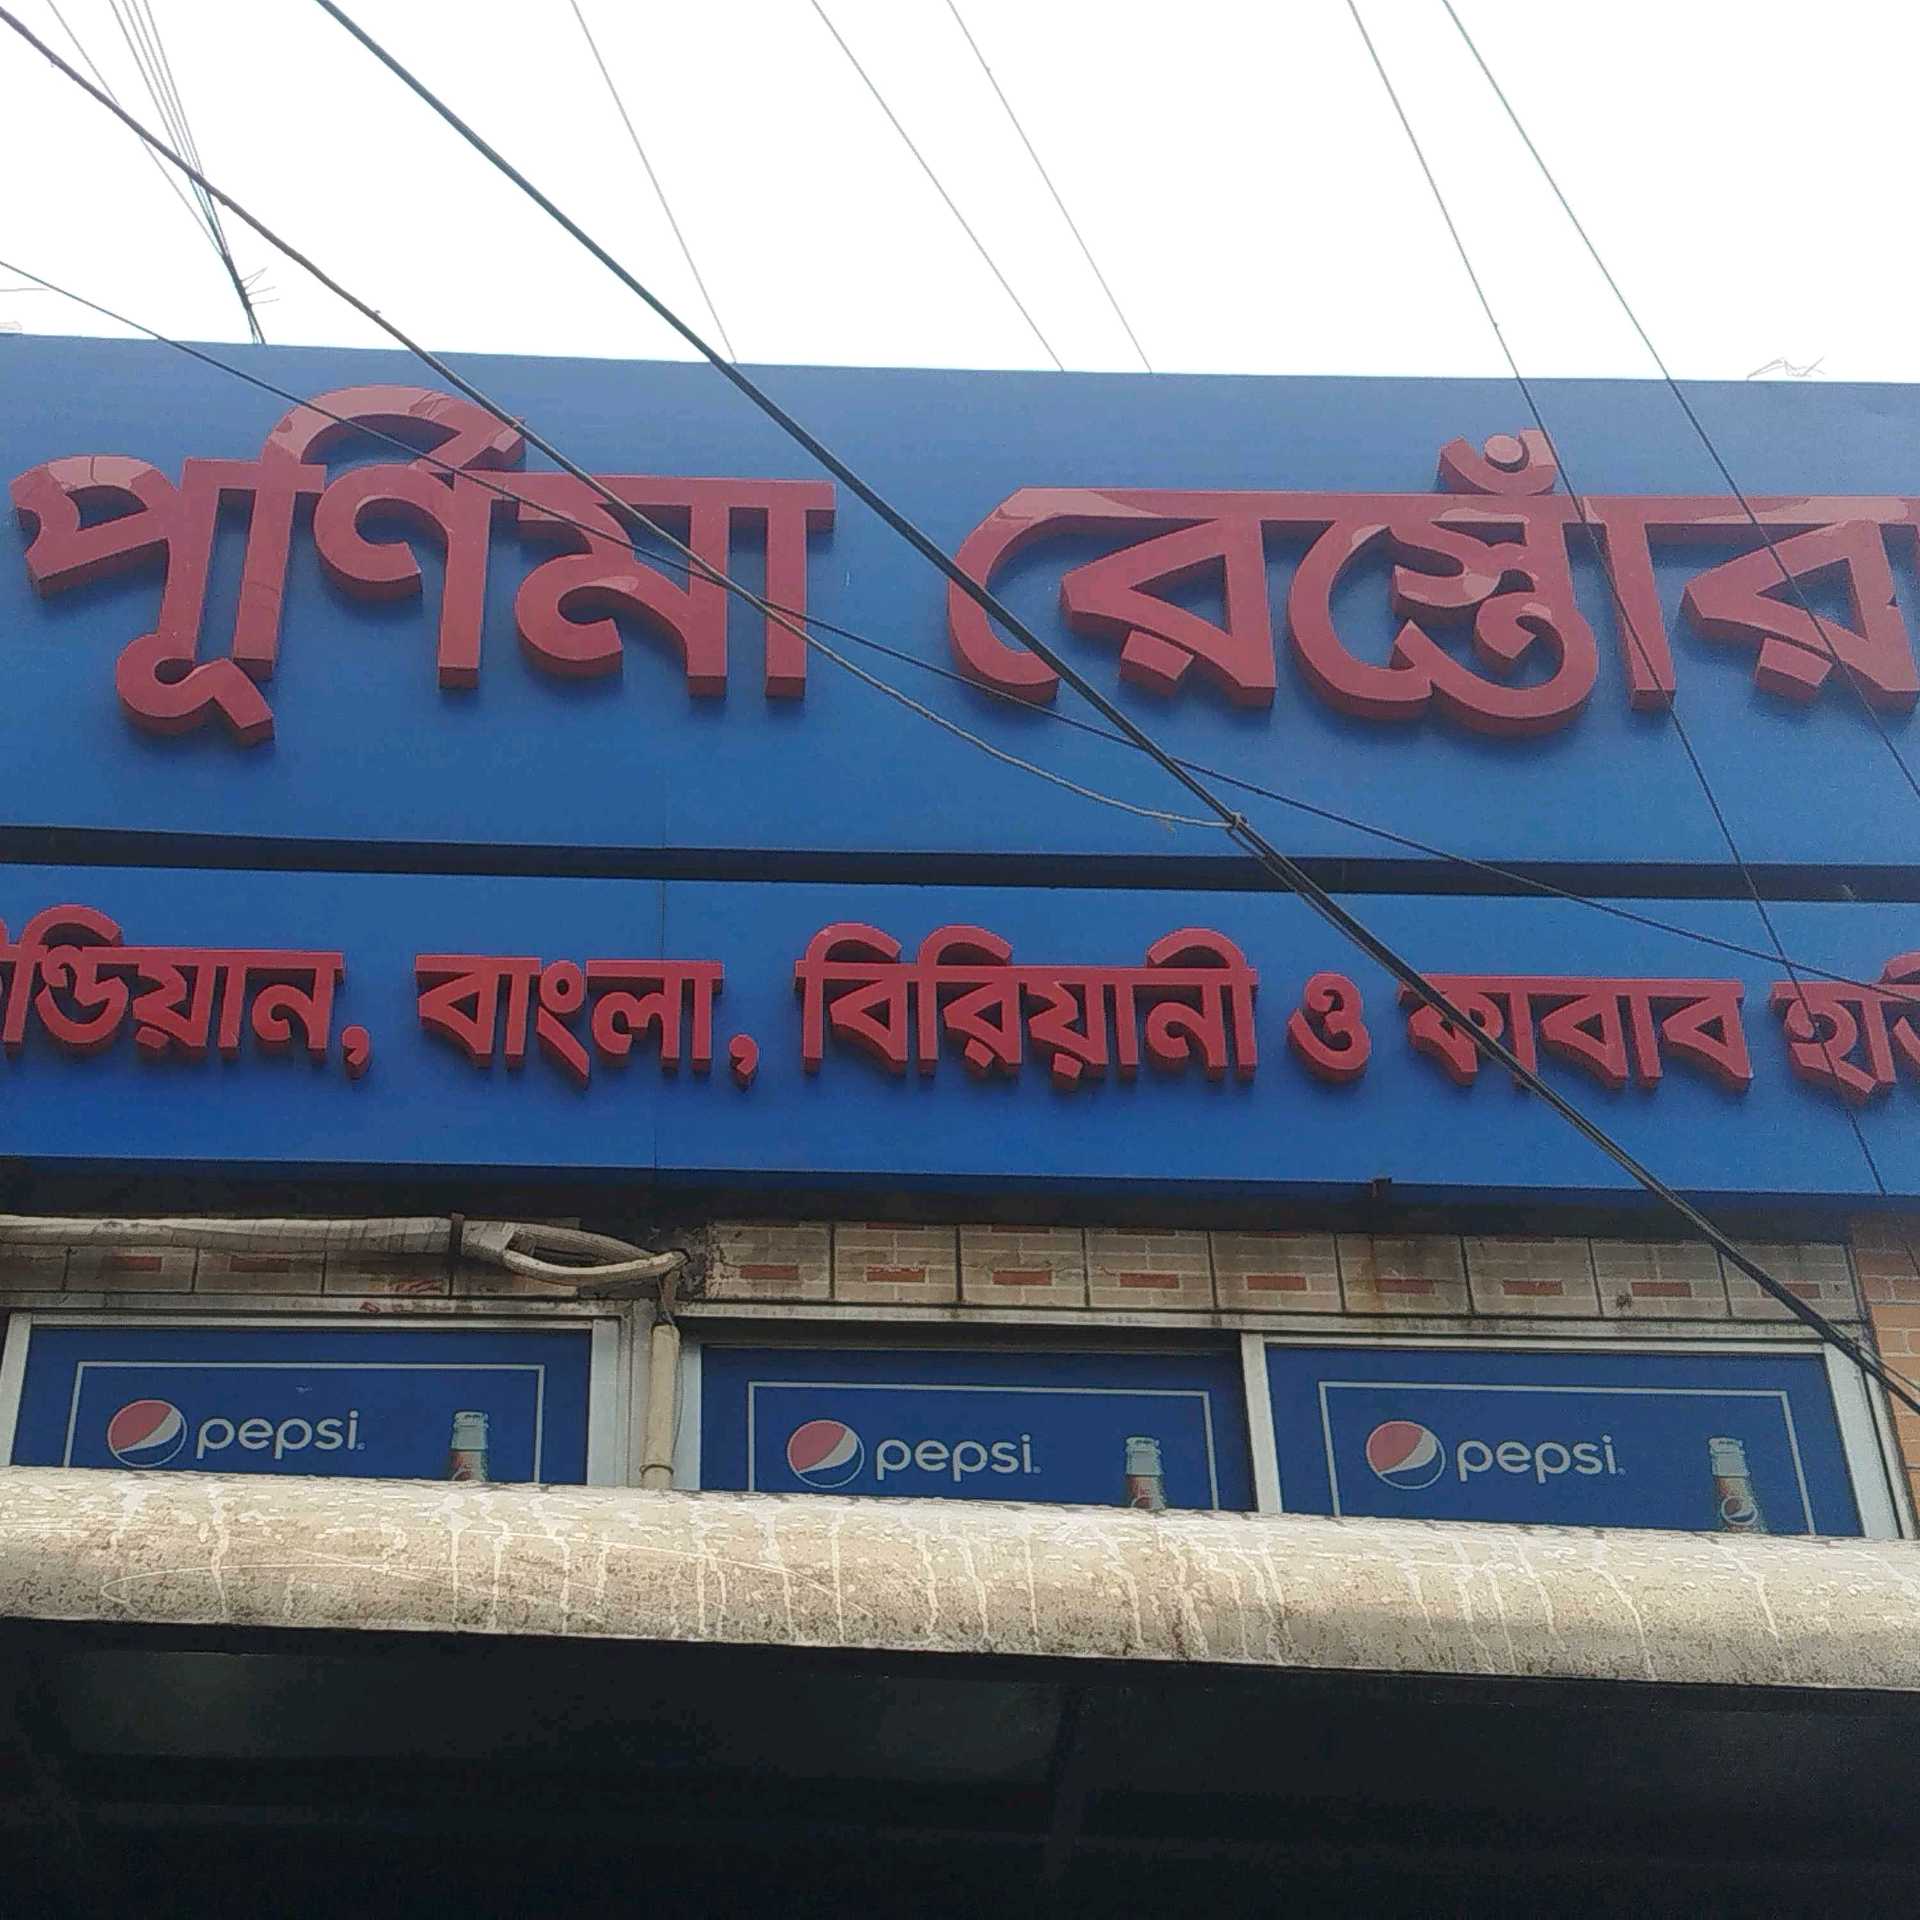 পূর্ণিমা রেস্তোঁর
ন্ডিয়ান, বাংলা, বিরিয়ানী ও কাবাব
pepsi pepsi pepsi